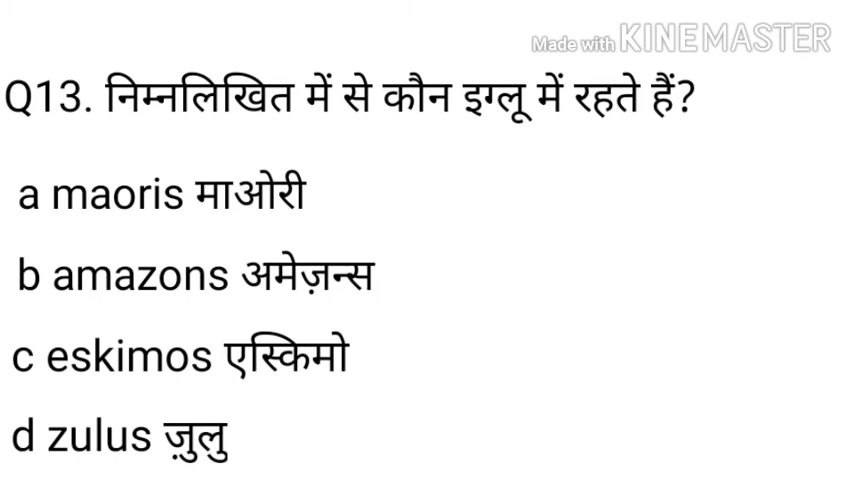 Made with KINEMASTER
Q13. निम्नलिखित में से कौन इग्लू में रहते हैं?
a maoris माओरी
b amazons अमेज़न्स
c eskimos एस्किमो
d zulus ज़ुलु